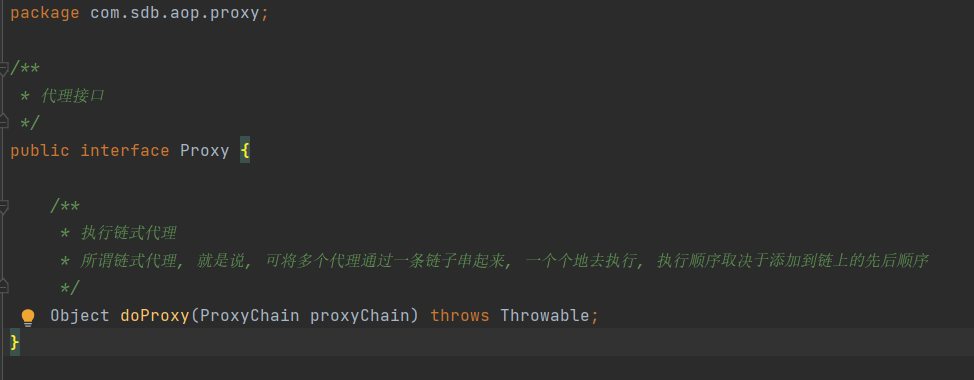 package com.sdb.aop.proxy;
/**
* 代理接口
*/
public interface Proxy {
/**
* 执行链式代理
* 所谓链式代理, 就是说, 可将多个代理通过一条链子串起来, 一个个地去执行, 执行顺序取决于添加到链上的先后顺序
*/
Object doProxy(ProxyChain proxyChain) throws Throwable;
}